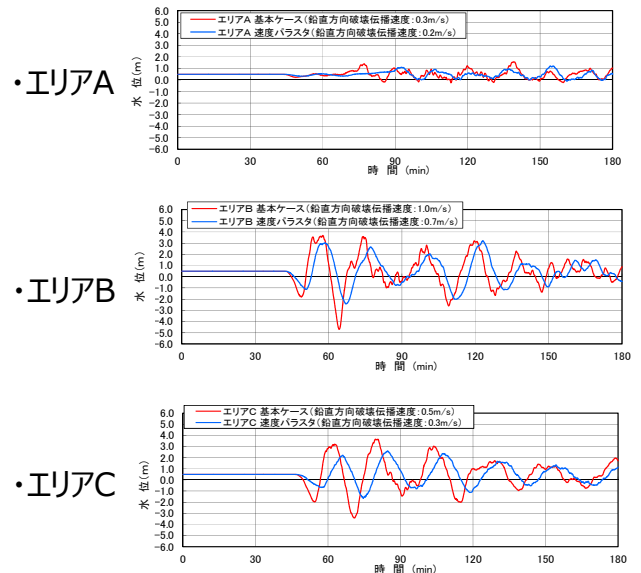 ・エリアA
エリアA 基本ケース(鉛直方向破壊伝播速度:0.3m/s)
エリアA 速度パラスタ(鉛直方向破壊伝播速度:0.2m/s)
水 位(m)
6.0
5.0
4.0
3.0
2.0
1.0
0.0
-1.0
-2.0
-3.0
-4.0
-5.0
-6.0
0 30 60 90 120 150 180
時 間 (min)
・エリアB
エリアB 基本ケース(鉛直方向破壊伝播速度:1.0m/s)
エリアB 速度パラスタ(鉛直方向破壊伝播速度:0.7m/s)
水 位(m)
6.0
5.0
4.0
3.0
2.0
1.0
0.0
-1.0
-2.0
-3.0
-4.0
-5.0
-6.0
0 30 60 90 120 150 180
時 間 (min)
・エリアC
エリアC 基本ケース(鉛直方向破壊伝播速度:0.5m/s)
エリアC 速度パラスタ(鉛直方向破壊伝播速度:0.3m/s)
水 位(m)
6.0
5.0
4.0
3.0
2.0
1.0
0.0
-1.0
-2.0
-3.0
-4.0
-5.0
-6.0
0 30 60 90 120 150 180
時 間 (min)